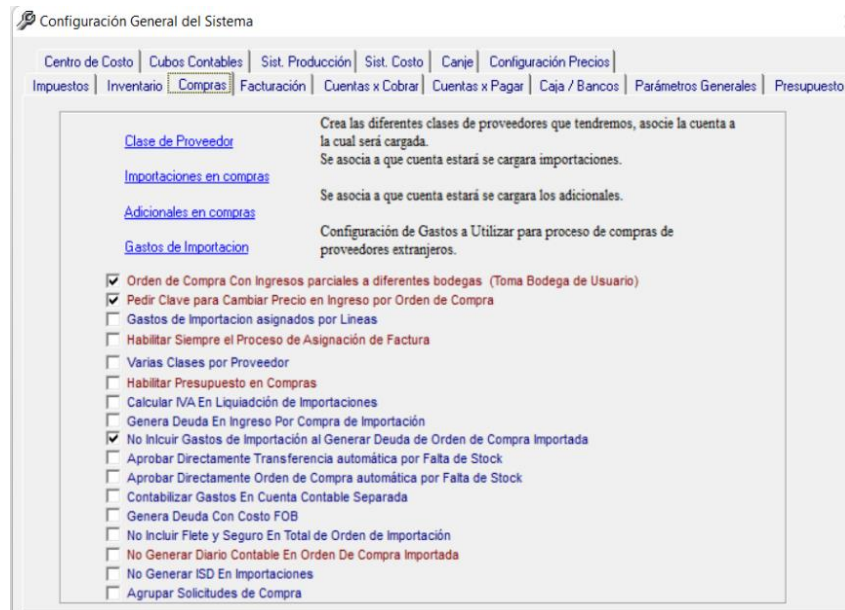 Configuración General del Sistema
Centro de Costo Cubos Contables Sist. Producción Sist. Costo Canje Configuración Precios
Impuestos Inventario Compras Facturación Cuentas x Cobrar Cuentas x Pagar Caja / Bancos Parámetros Generales Presupuesto
Crea las diferentes clases de proveedores que tendremos, asocie la cuenta a
Clase de Proveedor la cual será cargada.
Se asocia a que cuenta estará se cargara importaciones.
Importaciones en compras
Se asocia a que cuenta estará se cargara los adicionales.
Adicionales en compras
Configuración de Gastos a Utilizar para proceso de compras de
Gastos de Importacion proveedores extranjeros.
Orden de Compra Con Ingresos parciales a diferentes bodegas (Toma Bodega de Usuario)
Pedir Clave para Cambiar Precio en Ingreso por Orden de Compra
Gastos de Importacion asignados por Lineas
Habilitar Siempre el Proceso de Asignación de Factura
Varias Clases por Proveedor
Habilitar Presupuesto en Compras
Calcular IVA En Liquiadción de Importaciones
Genera Deuda En Ingreso Por Compra de Importación
No Inlcuir Gastos de Importación al Generar Deuda de Orden de Compra Importada
Aprobar Directamente Transferencia automática por Falta de Stock
Aprobar Directamente Orden de Compra automática por Falta de Stock
Contabilizar Gastos En Cuenta Contable Separada
Genera Deuda Con Costo FOB
No Incluir Flete y Seguro En Total de Orden de Importación
No Generar Diario Contable En Orden De Compra Importada
No Generar ISD En Importaciones
Agrupar Solicitudes de Compra